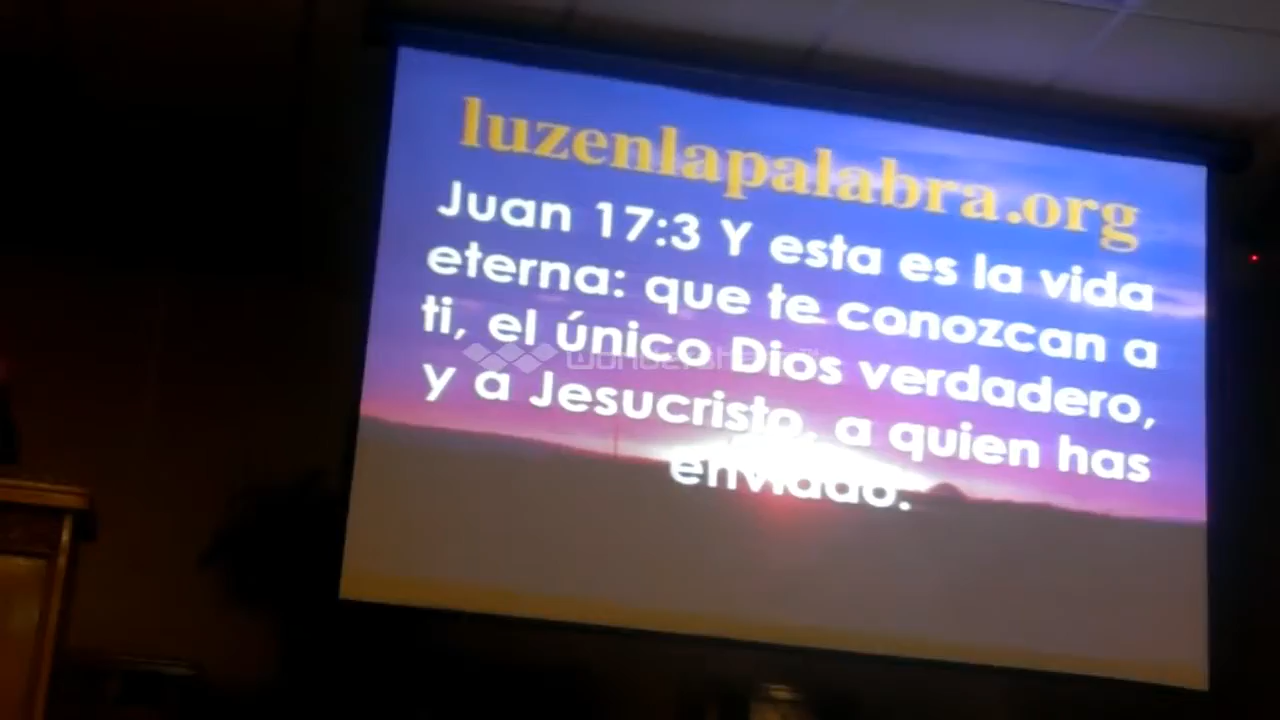 luzenlapalabra.org
Juan 17:3 Y esta es la vida
eterna: que te conozcan a
ti, el único Dios verdadero,
y a Jesucristo, a quien has
enviado.
Wondershare